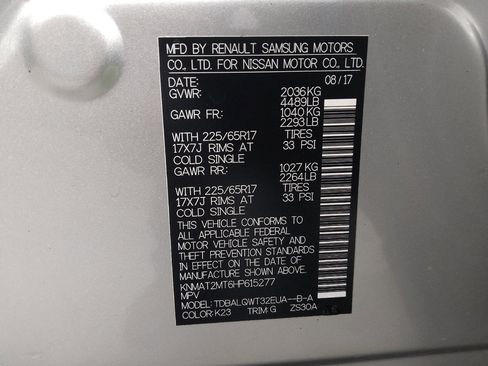 MFD BY RENAULT SAMSUNG MOTORS
CO., LTD. FOR NISSAN MOTOR CO., LTD.
DATE: 08/17
GVWR: 2036KG
4489LB
GAWR FR: 1040KG
2293LB
WITH 225/65R17 TIRES
17X7J RIMS AT 33 PSI
COLD SINGLE
GAWR RR: 1027KG
2264LB
WITH 225/65R17 TIRES
17X7J RIMS AT 33 PSI
COLD SINGLE
THIS VEHICLE CONFORMS TO
ALL APPLICABLE FEDERAL
MOTOR VEHICLE SAFETY AND
THEFT PREVENTION STANDARDS
IN EFFECT ON THE DATE OF
MANUFACTURE SHOWN ABOVE.
KNMAT2MT6HP615277
MPV
MODEL:TDBALGWT32EUA--B-A
COLOR:K23 TRIM:G ZS30A